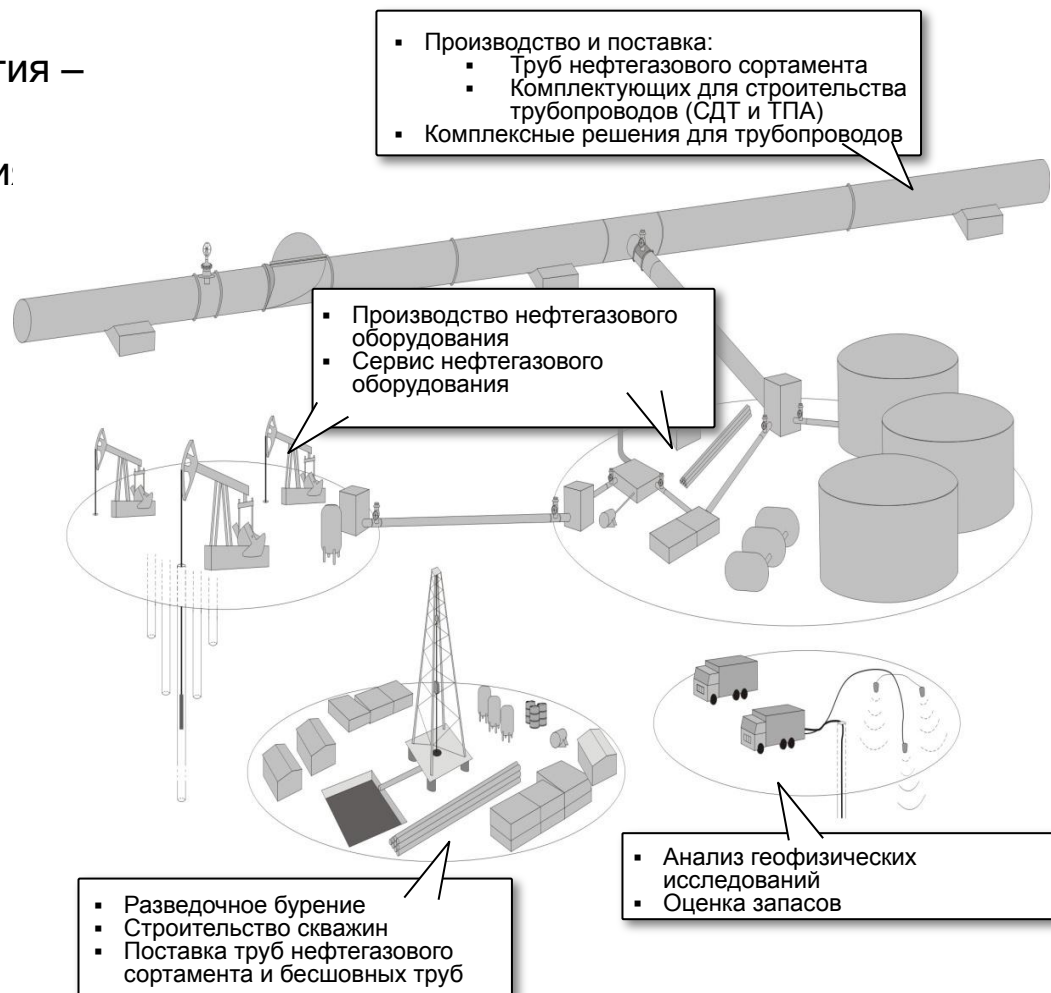 тия –
▪ Производство и поставка:
▪ Труб нефтегазового сортамента
▪ Комплектующих для строительства
трубопроводов (СДТ и ТПА)
▪ Комплексные решения для трубопроводов
▪ Производство нефтегазового
оборудования
▪ Сервис нефтегазового
оборудования
▪ Разведочное бурение
▪ Строительство скважин
▪ Поставка труб нефтегазового
сортамента и бесшовных труб
▪ Анализ геофизических
исследований
▪ Оценка запасов